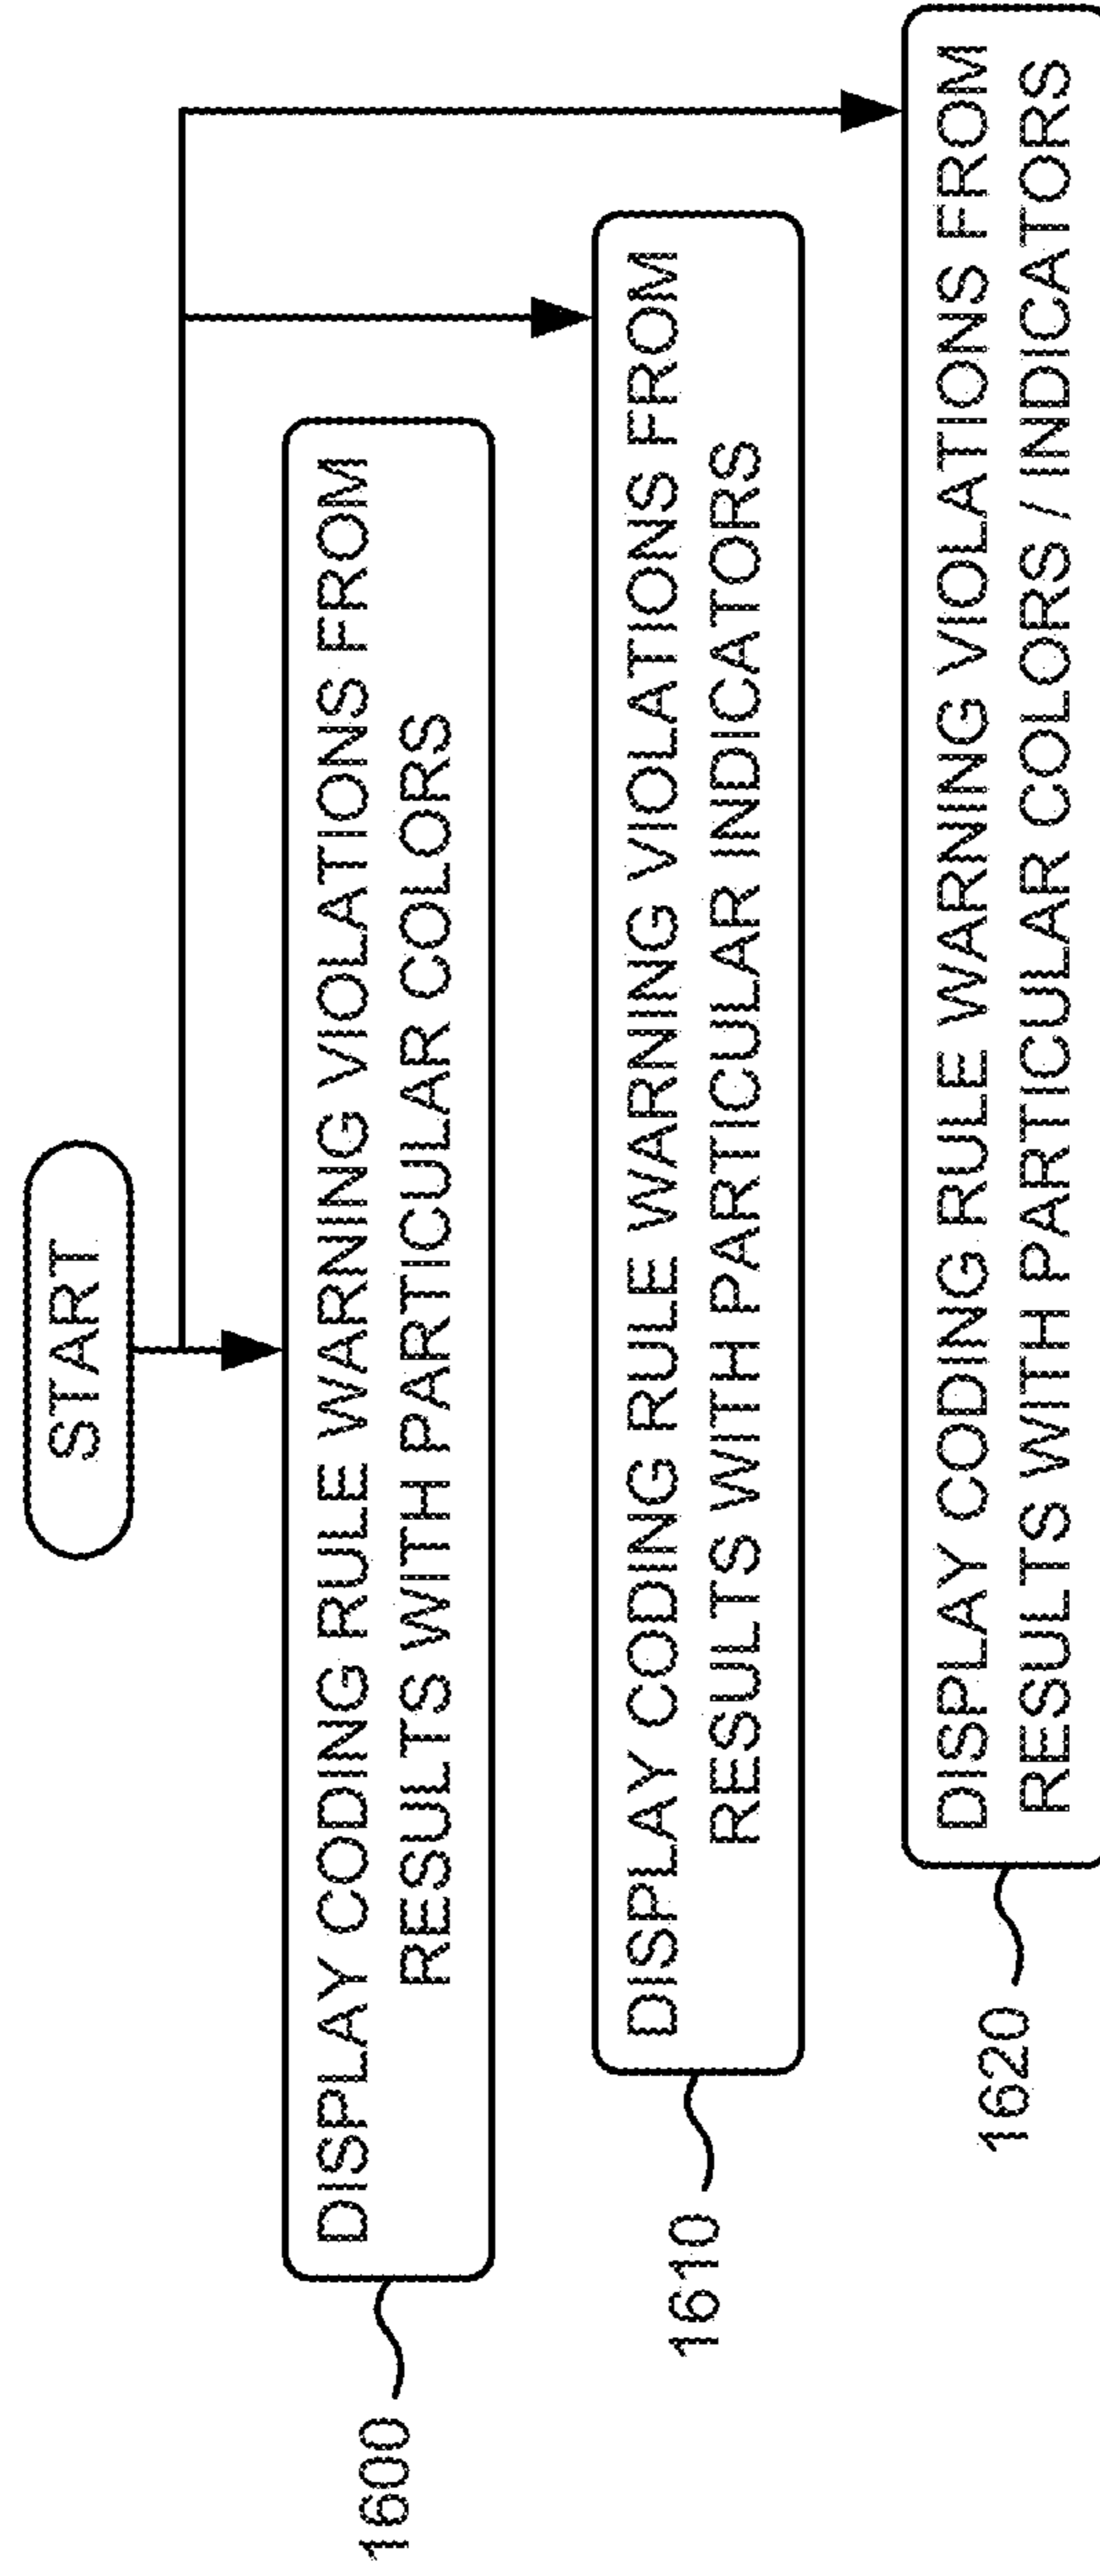 START
DISPLAY CODING RULE WARNING VIOLATIONS FROM
RESULTS WITH PARTICULAR COLORS
1600
DISPLAY CODING RULE WARNING VIOLATIONS FROM
RESULTS WITH PARTICULAR INDICATORS
1610
DISPLAY CODING RULE WARNING VIOLATIONS FROM
RESULTS WITH PARTICULAR COLORS / INDICATORS
1620